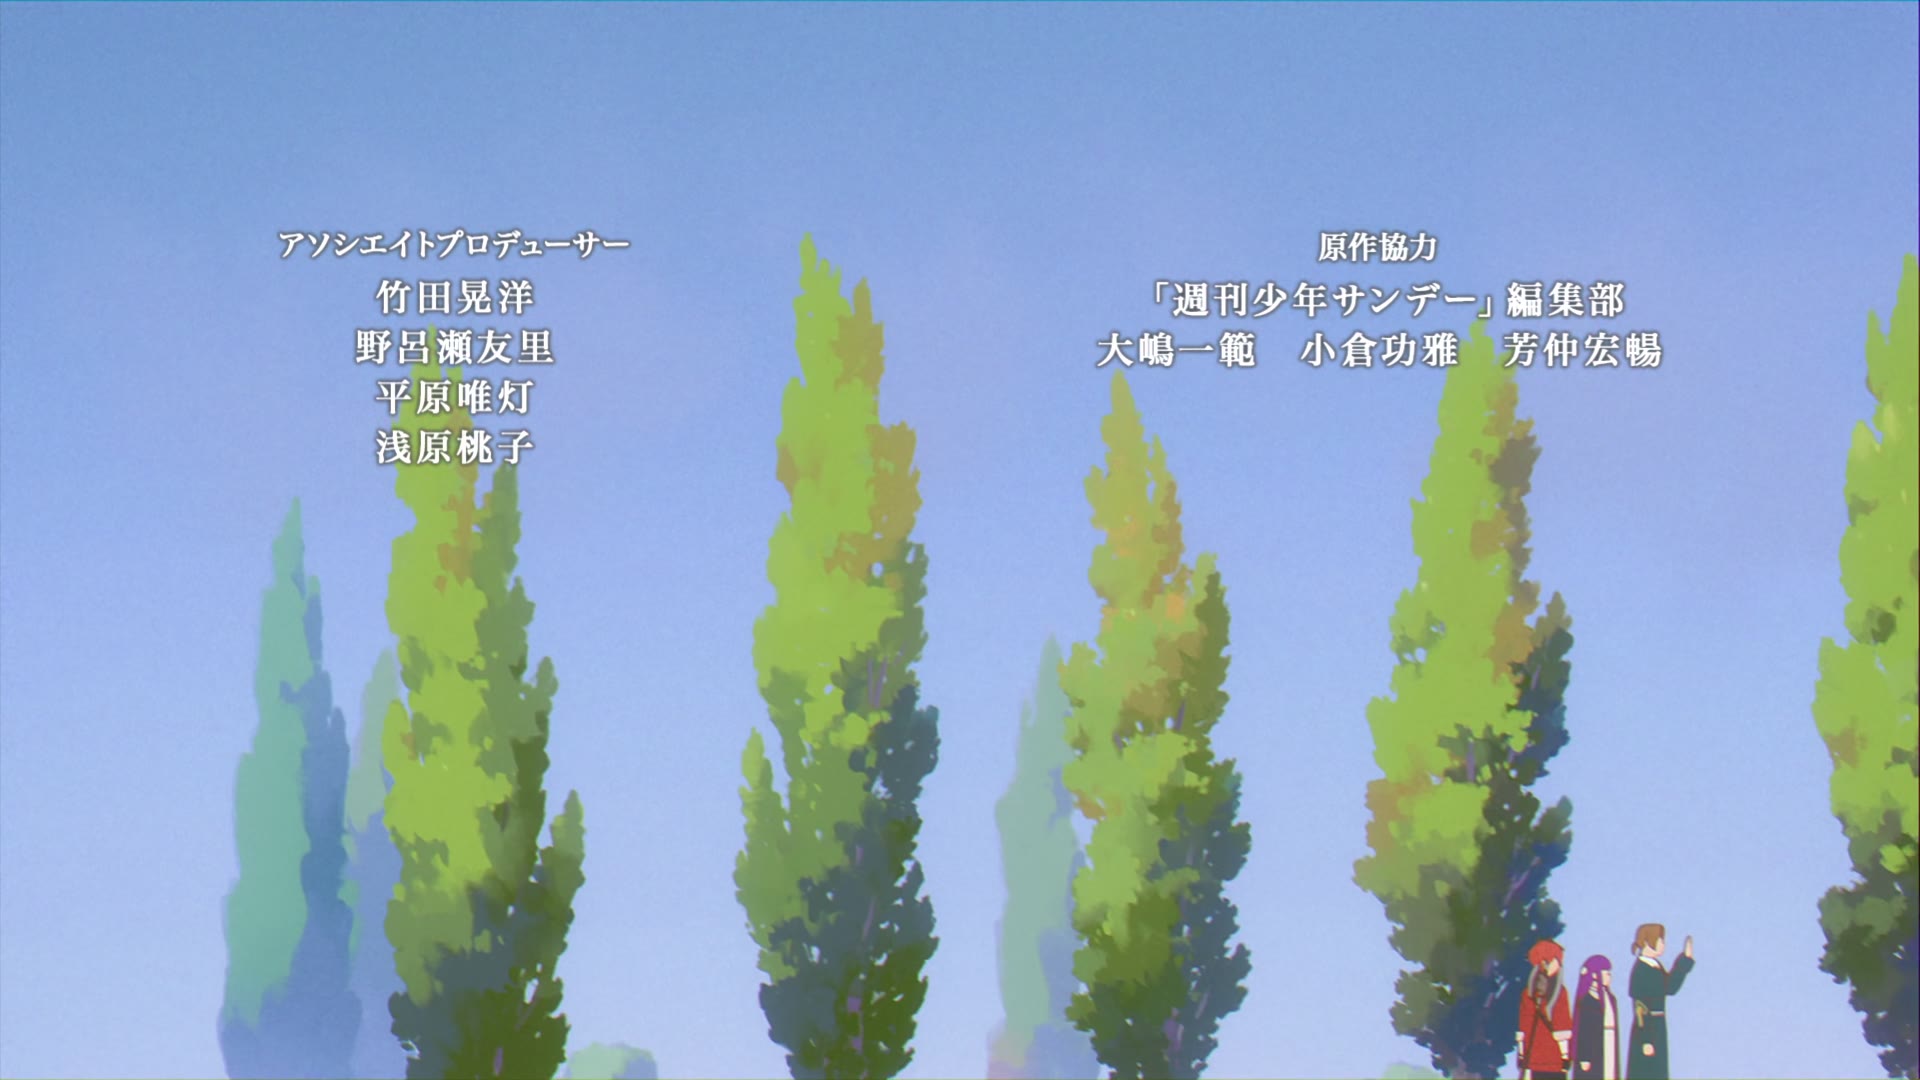 アソシエイトプロデューサー
竹田晃洋
野呂瀬友里
平原唯灯
浅原桃子
原作協力
「週刊少年サンデー」編集部
大嶋一範　小倉功雅　芳仲宏暢